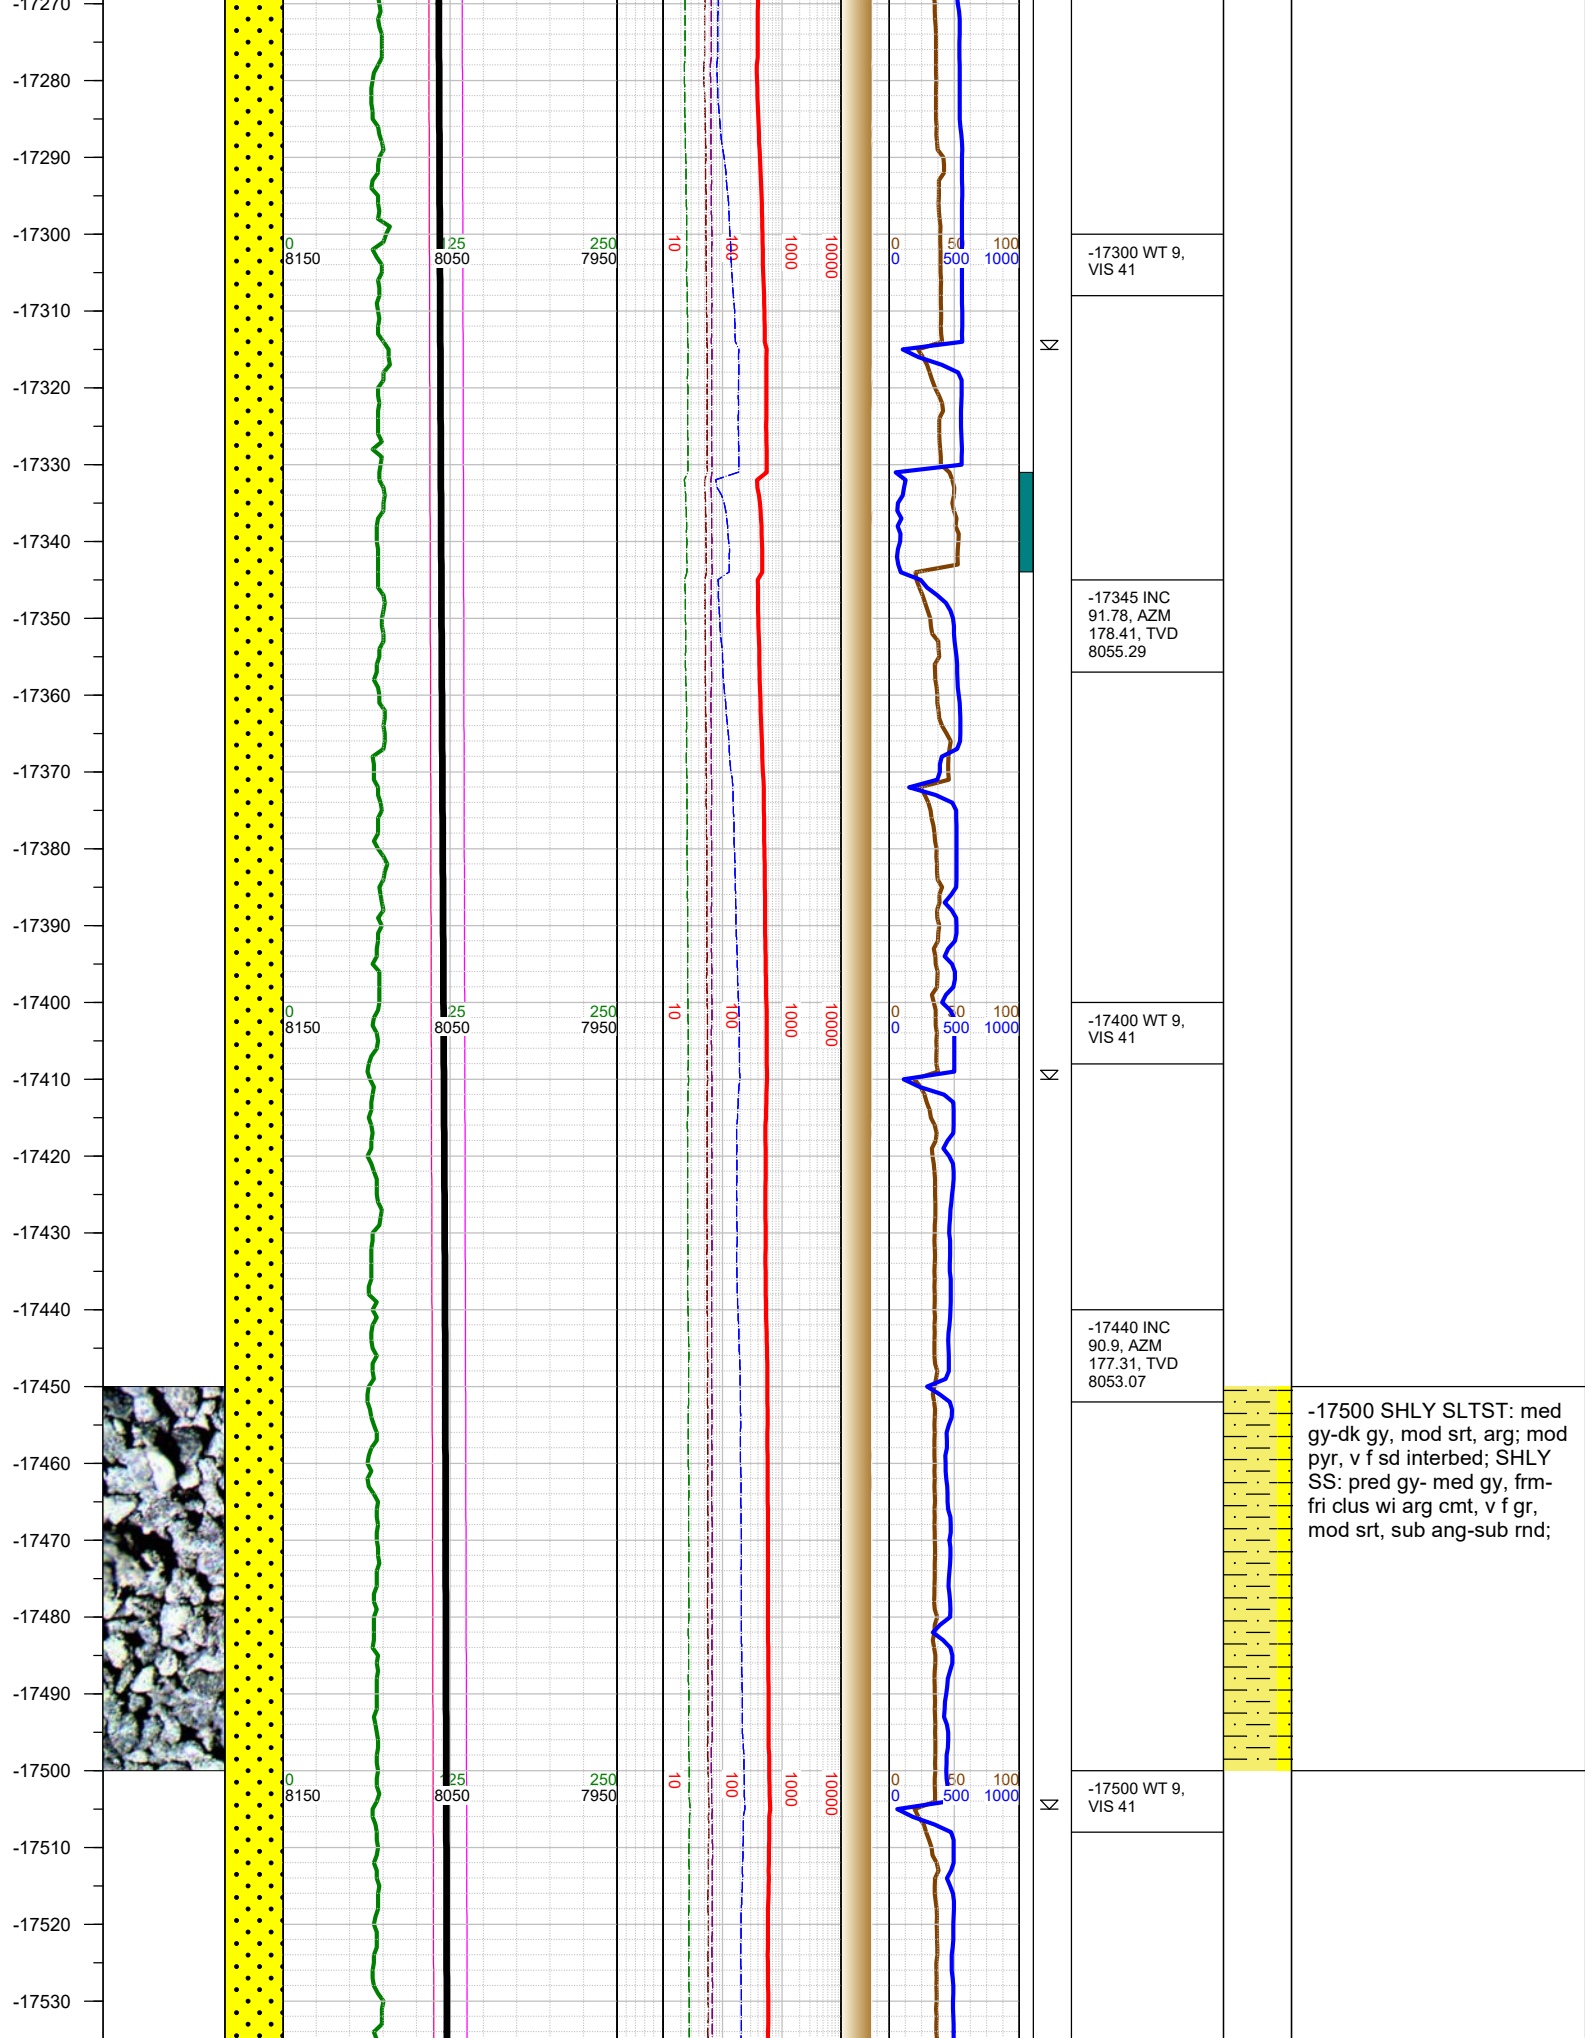 -17270
-17280
-17290
-17300
0 125 250 10 100 1000 10000 0 50 100
8150 8050 7950 0 500 1000
-17300 WT 9,
VIS 41
-17310
-17320
-17330
-17340
-17345 INC
91.78, AZM
178.41, TVD
8055.29
-17350
-17360
-17370
-17380
-17390
-17400
0 125 250 10 100 1000 10000 0 50 100
8150 8050 7950 0 500 1000
-17400 WT 9,
VIS 41
-17410
-17420
-17430
-17440
-17440 INC
90.9, AZM
177.31, TVD
8053.07
-17450
-17500 SHLY SLTST: med
gy-dk gy, mod srt, arg; mod
pyr, v f sd interbed; SHLY
SS: pred gy- med gy, frm-
fri clus wi arg cmt, v f gr,
mod srt, sub ang-sub rnd;
-17460
-17470
-17480
-17490
-17500
0 125 250 10 100 1000 10000 0 50 100
8150 8050 7950 0 500 1000
-17500 WT 9,
VIS 41
-17510
-17520
-17530